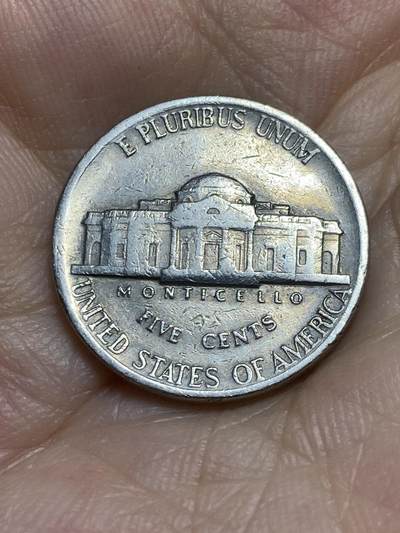 E PLURIBUS UNUM
MONTICELLO
FIVE CENTS
UNITED STATES OF AMERICA